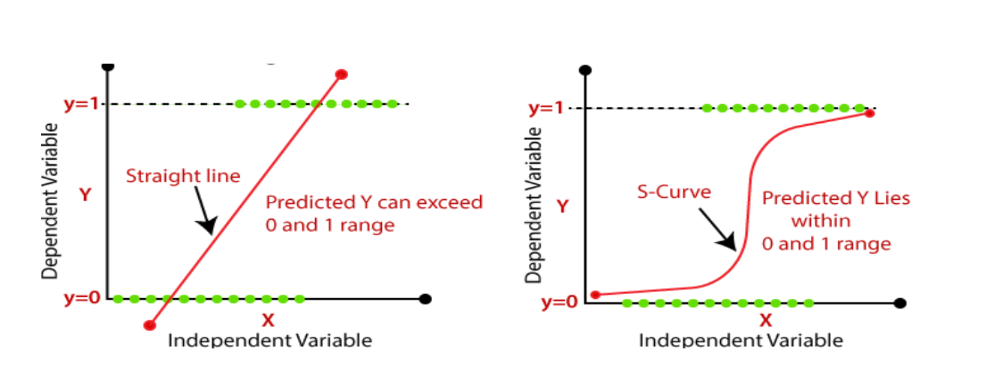 y=1
Dependent Variable
Y
Straight line
Predicted Y can exceed
0 and 1 range
y=0
X
Independent Variable
y=1
Dependent Variable
Y
S-Curve
Predicted Y Lies
within
0 and 1 range
y=0
X
Independent Variable